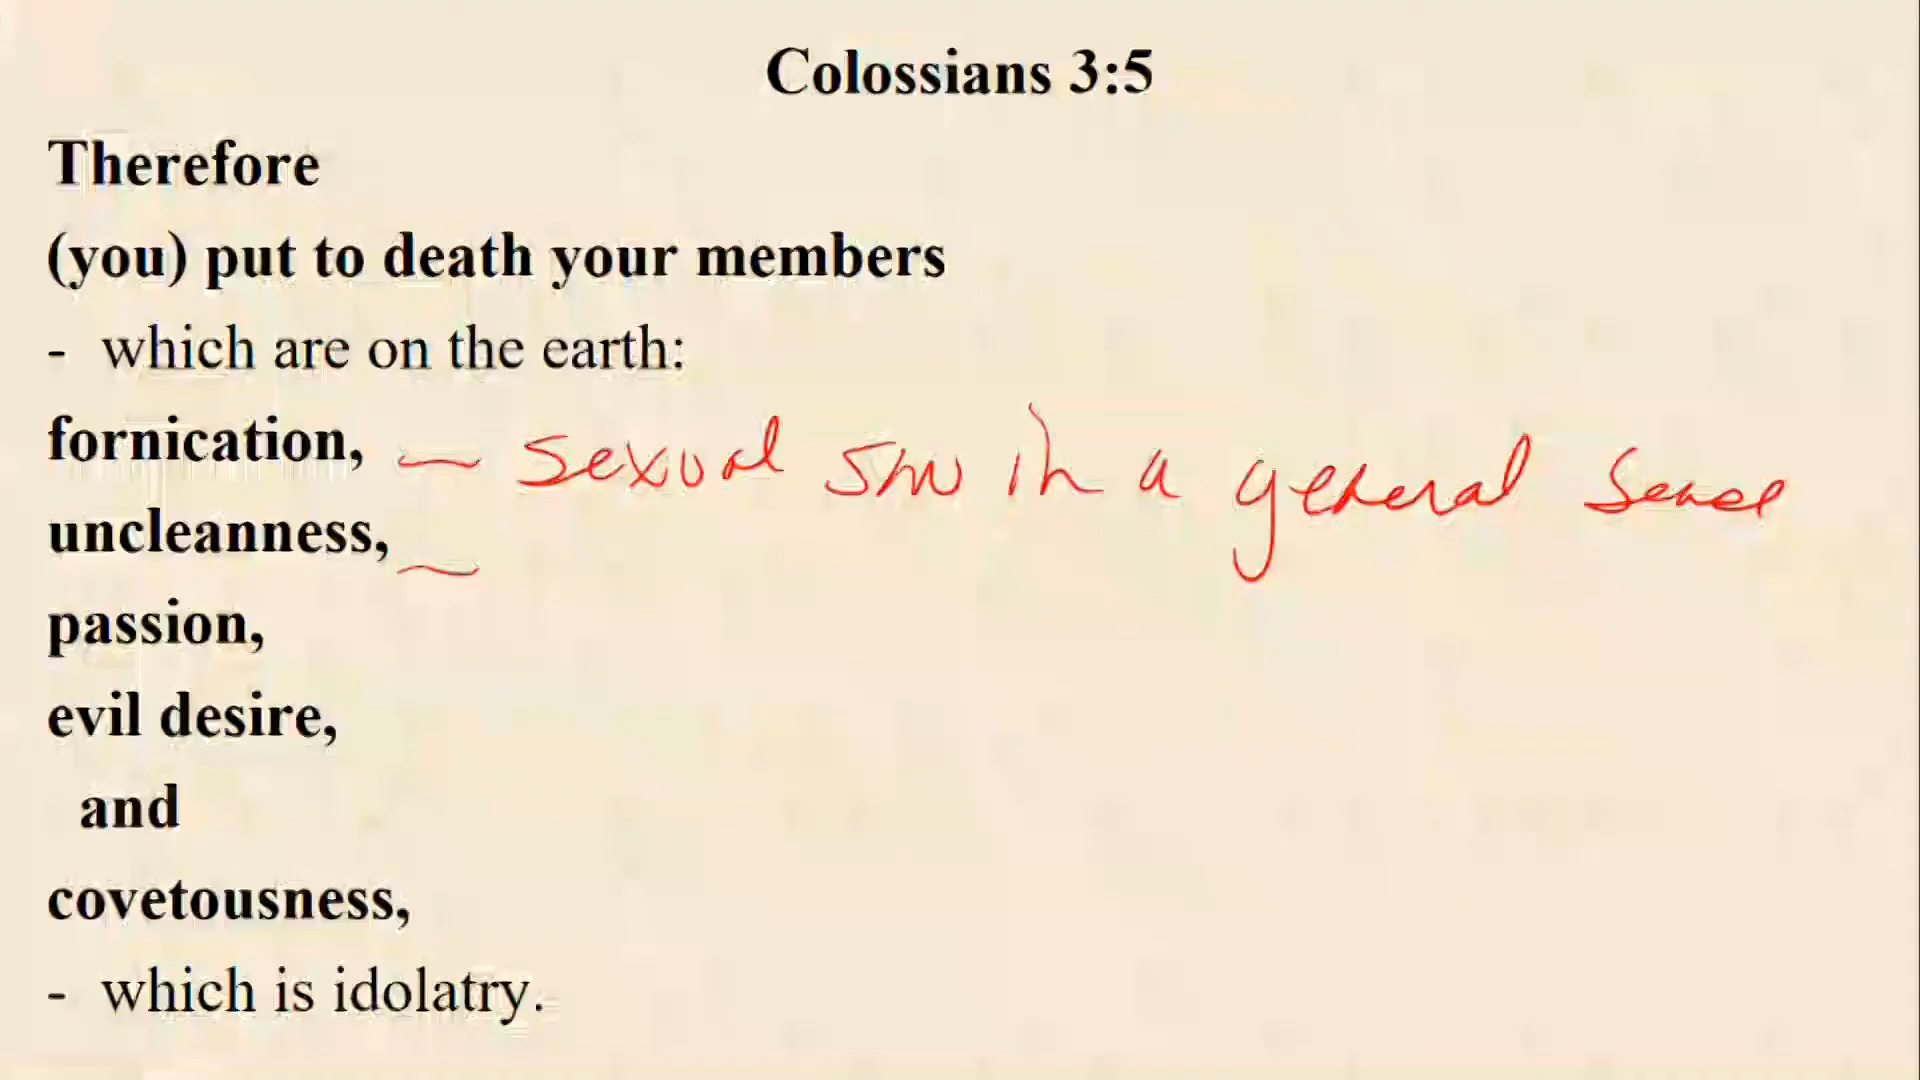 Colossians 3:5
Therefore
(you) put to death your members
- which are on the earth:
fornication, — sexual sin in a general sense
uncleanness, —
passion,
evil desire,
and
covetousness,
- which is idolatry.